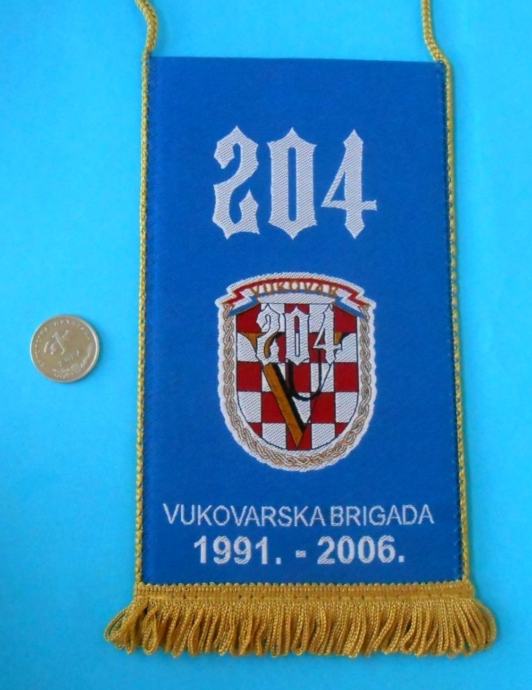 204
VUKOVAR
204
VUKOVARSKA BRIGADA
1991. - 2006.